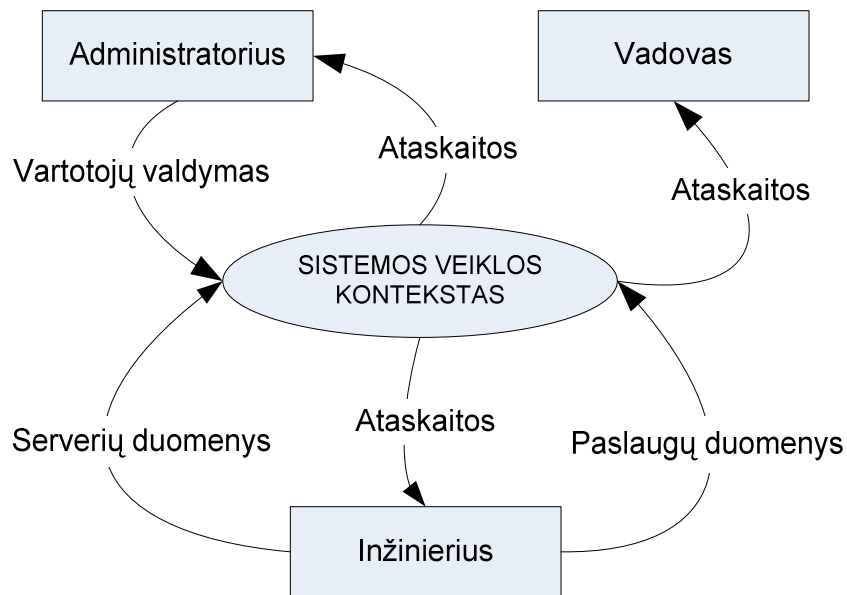 Administratorius
Vadovas
Ataskaitos
Vartotojų valdymas
Ataskaitos
SISTEMOS VEIKLOS
KONTEKSTAS
Ataskaitos
Serverių duomenys
Paslaugų duomenys
Inžinierius